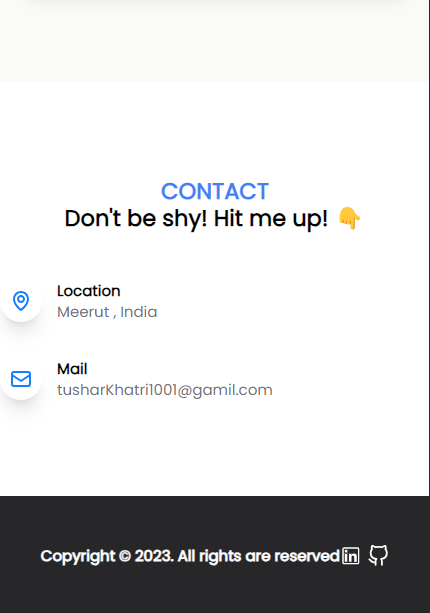 CONTACT
Don't be shy! Hit me up! 👇
Location
Meerut , India
Mail
tusharKhatri1001@gamil.com
Copyright © 2023. All rights are reserved